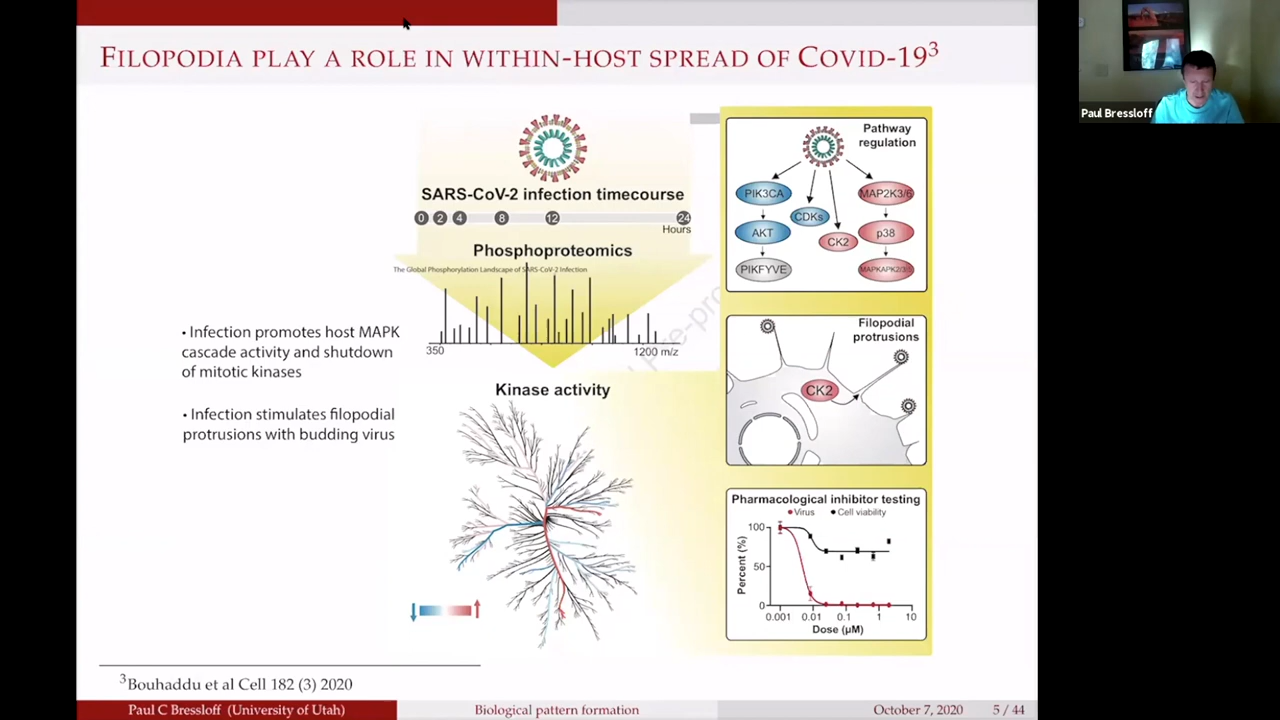 FILOPODIA PLAY A ROLE IN WITHIN-HOST SPREAD OF COVID-19³
Paul Bressloff
SARS-CoV-2 infection timecourse
0 2 4 8 12 24
Hours
Phosphoproteomics
The Global Phosphorylation Landscape of SARS-CoV-2 Infection
350 1200 m/z
• Infection promotes host MAPK
cascade activity and shutdown
of mitotic kinases
• Infection stimulates filopodial
protrusions with budding virus
Kinase activity
Pathway
regulation
PIK3CA MAP2K3/6
CDKs
AKT CK2 p38
PIKFYVE MAPKAPK2/3/5
Filopodial
protrusions
CK2
Pharmacological inhibitor testing
Virus Cell viability
Percent (%)
100
50
0
0.001 0.01 0.1 1 10
Dose (µM)
³Bouhaddu et al Cell 182 (3) 2020
Paul C Bressloff (University of Utah) Biological pattern formation October 7, 2020 5 / 44